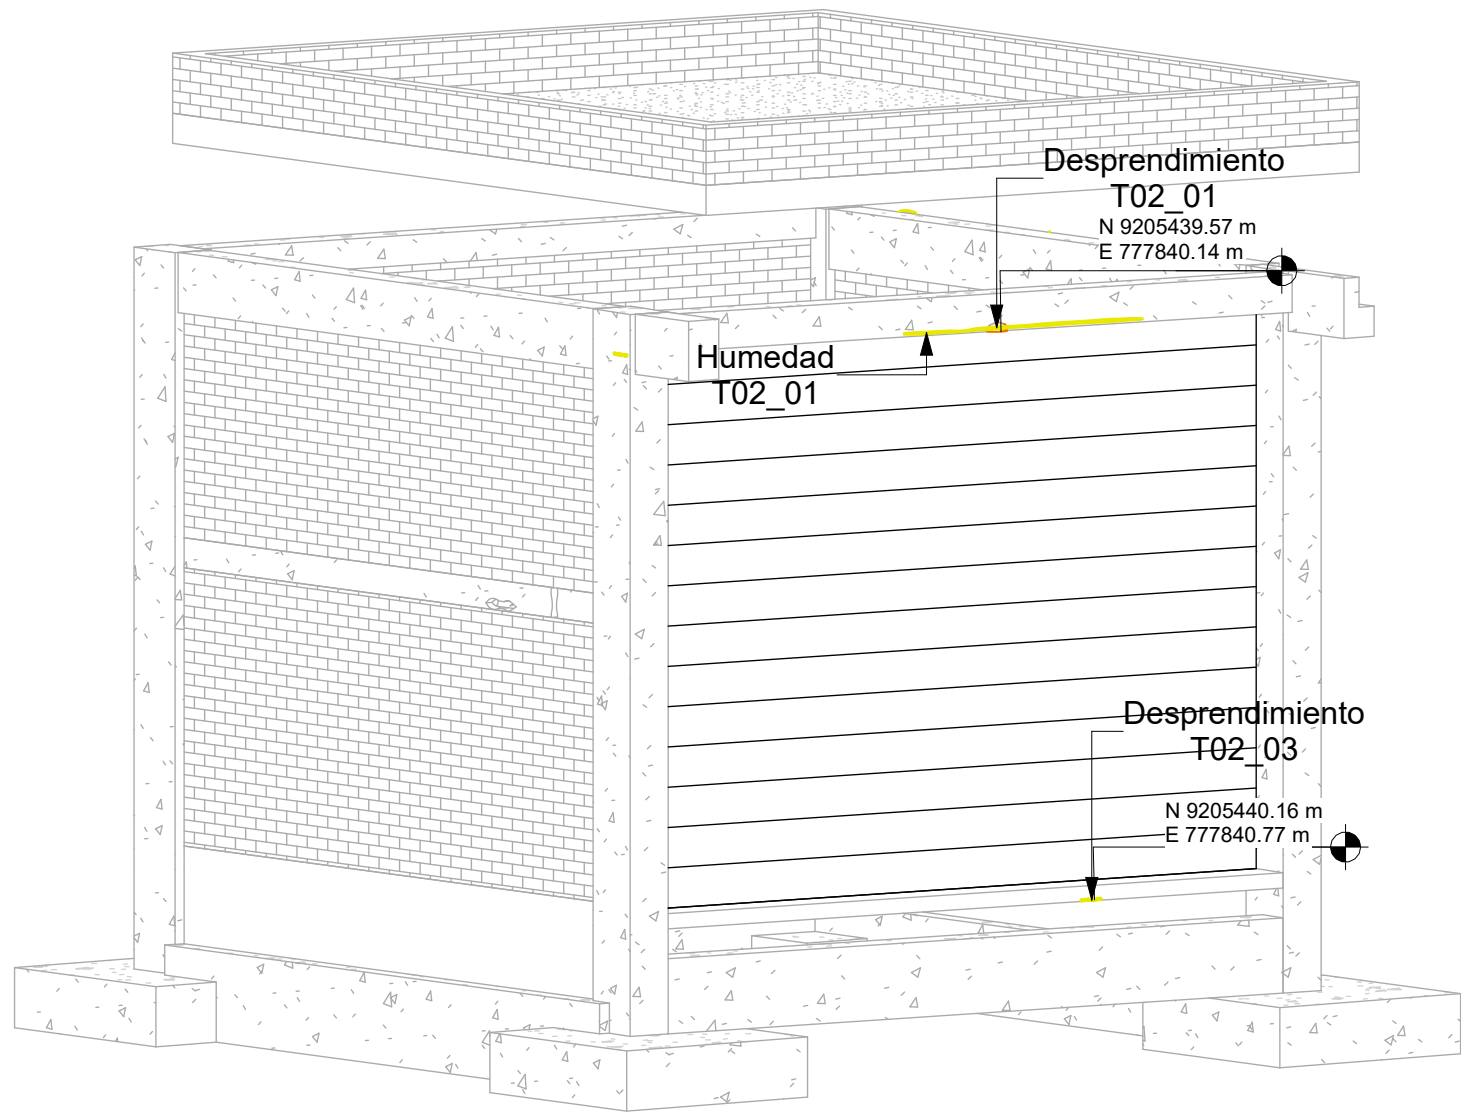 Desprendimiento
T02_01
N 9205439.57 m
E 777840.14 m
Humedad
T02_01
Desprendimiento
T02_03
N 9205440.16 m
E 777840.77 m